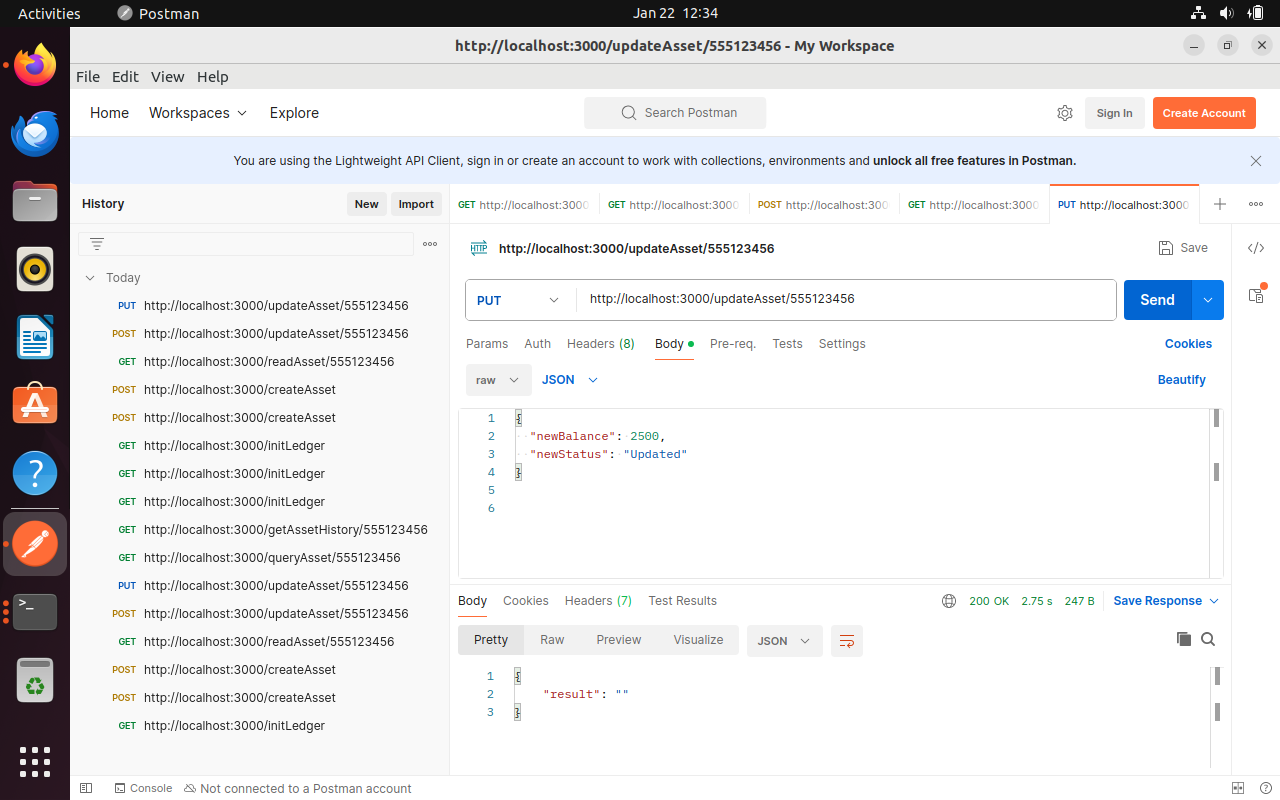 Activities Postman Jan 22 12:34
http://localhost:3000/updateAsset/555123456 - My Workspace
File Edit View Help
Home Workspaces Explore Search Postman Sign In Create Account
You are using the Lightweight API Client, sign in or create an account to work with collections, environments and unlock all free features in Postman.
History New Import
GET http://localhost:3000 GET http://localhost:3000 POST http://localhost:3000 GET http://localhost:3000 PUT http://localhost:3000
http://localhost:3000/updateAsset/555123456 Save
Today
PUT http://localhost:3000/updateAsset/555123456
POST http://localhost:3000/updateAsset/555123456
GET http://localhost:3000/readAsset/555123456
POST http://localhost:3000/createAsset
POST http://localhost:3000/createAsset
GET http://localhost:3000/initLedger
GET http://localhost:3000/initLedger
GET http://localhost:3000/initLedger
GET http://localhost:3000/getAssetHistory/555123456
GET http://localhost:3000/queryAsset/555123456
PUT http://localhost:3000/updateAsset/555123456
POST http://localhost:3000/updateAsset/555123456
GET http://localhost:3000/readAsset/555123456
POST http://localhost:3000/createAsset
POST http://localhost:3000/createAsset
GET http://localhost:3000/initLedger
PUT http://localhost:3000/updateAsset/555123456 Send
Params Auth Headers (8) Body Pre-req. Tests Settings Cookies
raw JSON Beautify
1 {
2 "newBalance": 2500,
3 "newStatus": "Updated"
4 }
5
6
Body Cookies Headers (7) Test Results 200 OK 2.75 s 247 B Save Response
Pretty Raw Preview Visualize JSON
1 {
2 "result": ""
3 }
Console Not connected to a Postman account